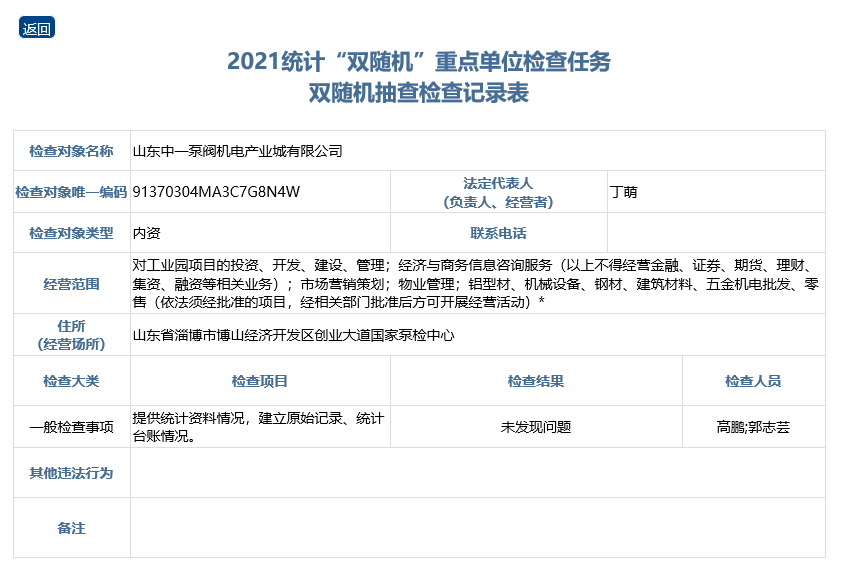 返回
2021统计“双随机”重点单位检查任务
双随机抽查检查记录表
检查对象名称 山东中一泵阀机电产业城有限公司
检查对象唯一编码 91370304MA3C7G8N4W 法定代表人
（负责人、经营者） 丁萌
检查对象类型 内资 联系电话
经营范围 对工业园项目的投资、开发、建设、管理；经济与商务信息咨询服务（以上不得经营金融、证券、期货、理财、
集资、融资等相关业务）；市场营销策划；物业管理；铝型材、机械设备、钢材、建筑材料、五金机电批发、零
售（依法须经批准的项目，经相关部门批准后方可开展经营活动）*
住所
（经营场所） 山东省淄博市博山经济开发区创业大道国家泵检中心
检查大类 检查项目 检查结果 检查人员
一般检查事项 提供统计资料情况，建立原始记录、统计
台账情况。 未发现问题 高鹏;郭志芸
其他违法行为
备注